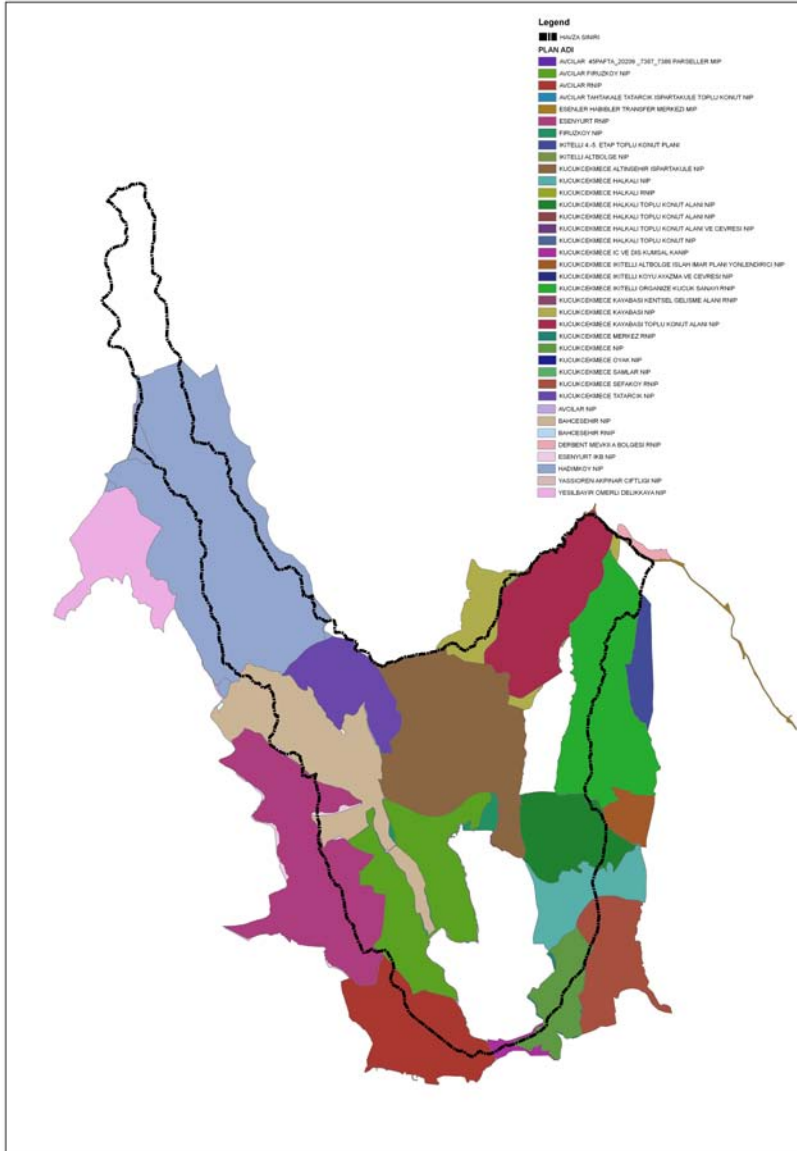 Legend
HAVZA SINIRI
PLAN ADI
AVCILAR 45PAFTA_20209 _7387_7388 PARSELLER MIP
AVCILAR FIRUZKOY NIP
AVCILAR RNIP
AVCILAR TAHTAKALE TATARCIK ISPARTAKULE TOPLU KONUT NIP
ESENLER HABIBLER TRANSFER MERKEZI MIP
ESENYURT RNIP
FIRUZKOY NIP
IKITELLI 4.-5. ETAP TOPLU KONUT PLANI
IKITELLI ALTBOLGE NIP
KUCUKCEKMECE ALTINSEHIR ISPARTAKULE NIP
KUCUKCEKMECE HALKALI NIP
KUCUKCEKMECE HALKALI RNIP
KUCUKCEKMECE HALKALI TOPLU KONUT ALANI NIP
KUCUKCEKMECE HALKALI TOPLU KONUT ALANI NIP
KUCUKCEKMECE HALKALI TOPLU KONUT ALANI VE CEVRESI NIP
KUCUKCEKMECE HALKALI TOPLU KONUT NIP
KUCUKCEKMECE IC VE DIS KUMSAL KANIP
KUCUKCEKMECE IKITELLI ALTBOLGE ISLAH IMAR PLANI YONLENDIRICI NIP
KUCUKCEKMECE IKITELLI KOYU AYAZMA VE CEVRESI NIP
KUCUKCEKMECE IKITELLI ORGANIZE KUCUK SANAYI RNIP
KUCUKCEKMECE KAYABASI KENTSEL GELISME ALANI RNIP
KUCUKCEKMECE KAYABASI NIP
KUCUKCEKMECE KAYABASI TOPLU KONUT ALANI NIP
KUCUKCEKMECE MERKEZ RNIP
KUCUKCEKMECE NIP
KUCUKCEKMECE OYAK NIP
KUCUKCEKMECE SAMLAR NIP
KUCUKCEKMECE SEFAKOY RNIP
KUCUKCEKMECE TATARCIK NIP
AVCILAR NIP
BAHCESEHIR NIP
BAHCESEHIR RNIP
DERBENT MEVKIIA BOLGESI RNIP
ESENYURT IKB NIP
HADIMKOY NIP
YASSIOREN AKPINAR CIFTLIGI NIP
YESILBAYIR OMERLI DELIKKAYA NIP